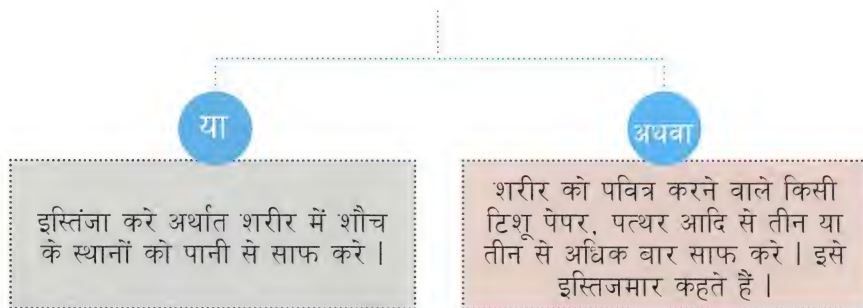 या
इस्तिंजा करे अर्थात शरीर में शौच
के स्थानों को पानी से साफ करे |
अथवा
शरीर को पवित्र करने वाले किसी
टिशू पेपर, पत्थर आदि से तीन या
तीन से अधिक बार साफ करे | इसे
इस्तिजमार कहते हैं |